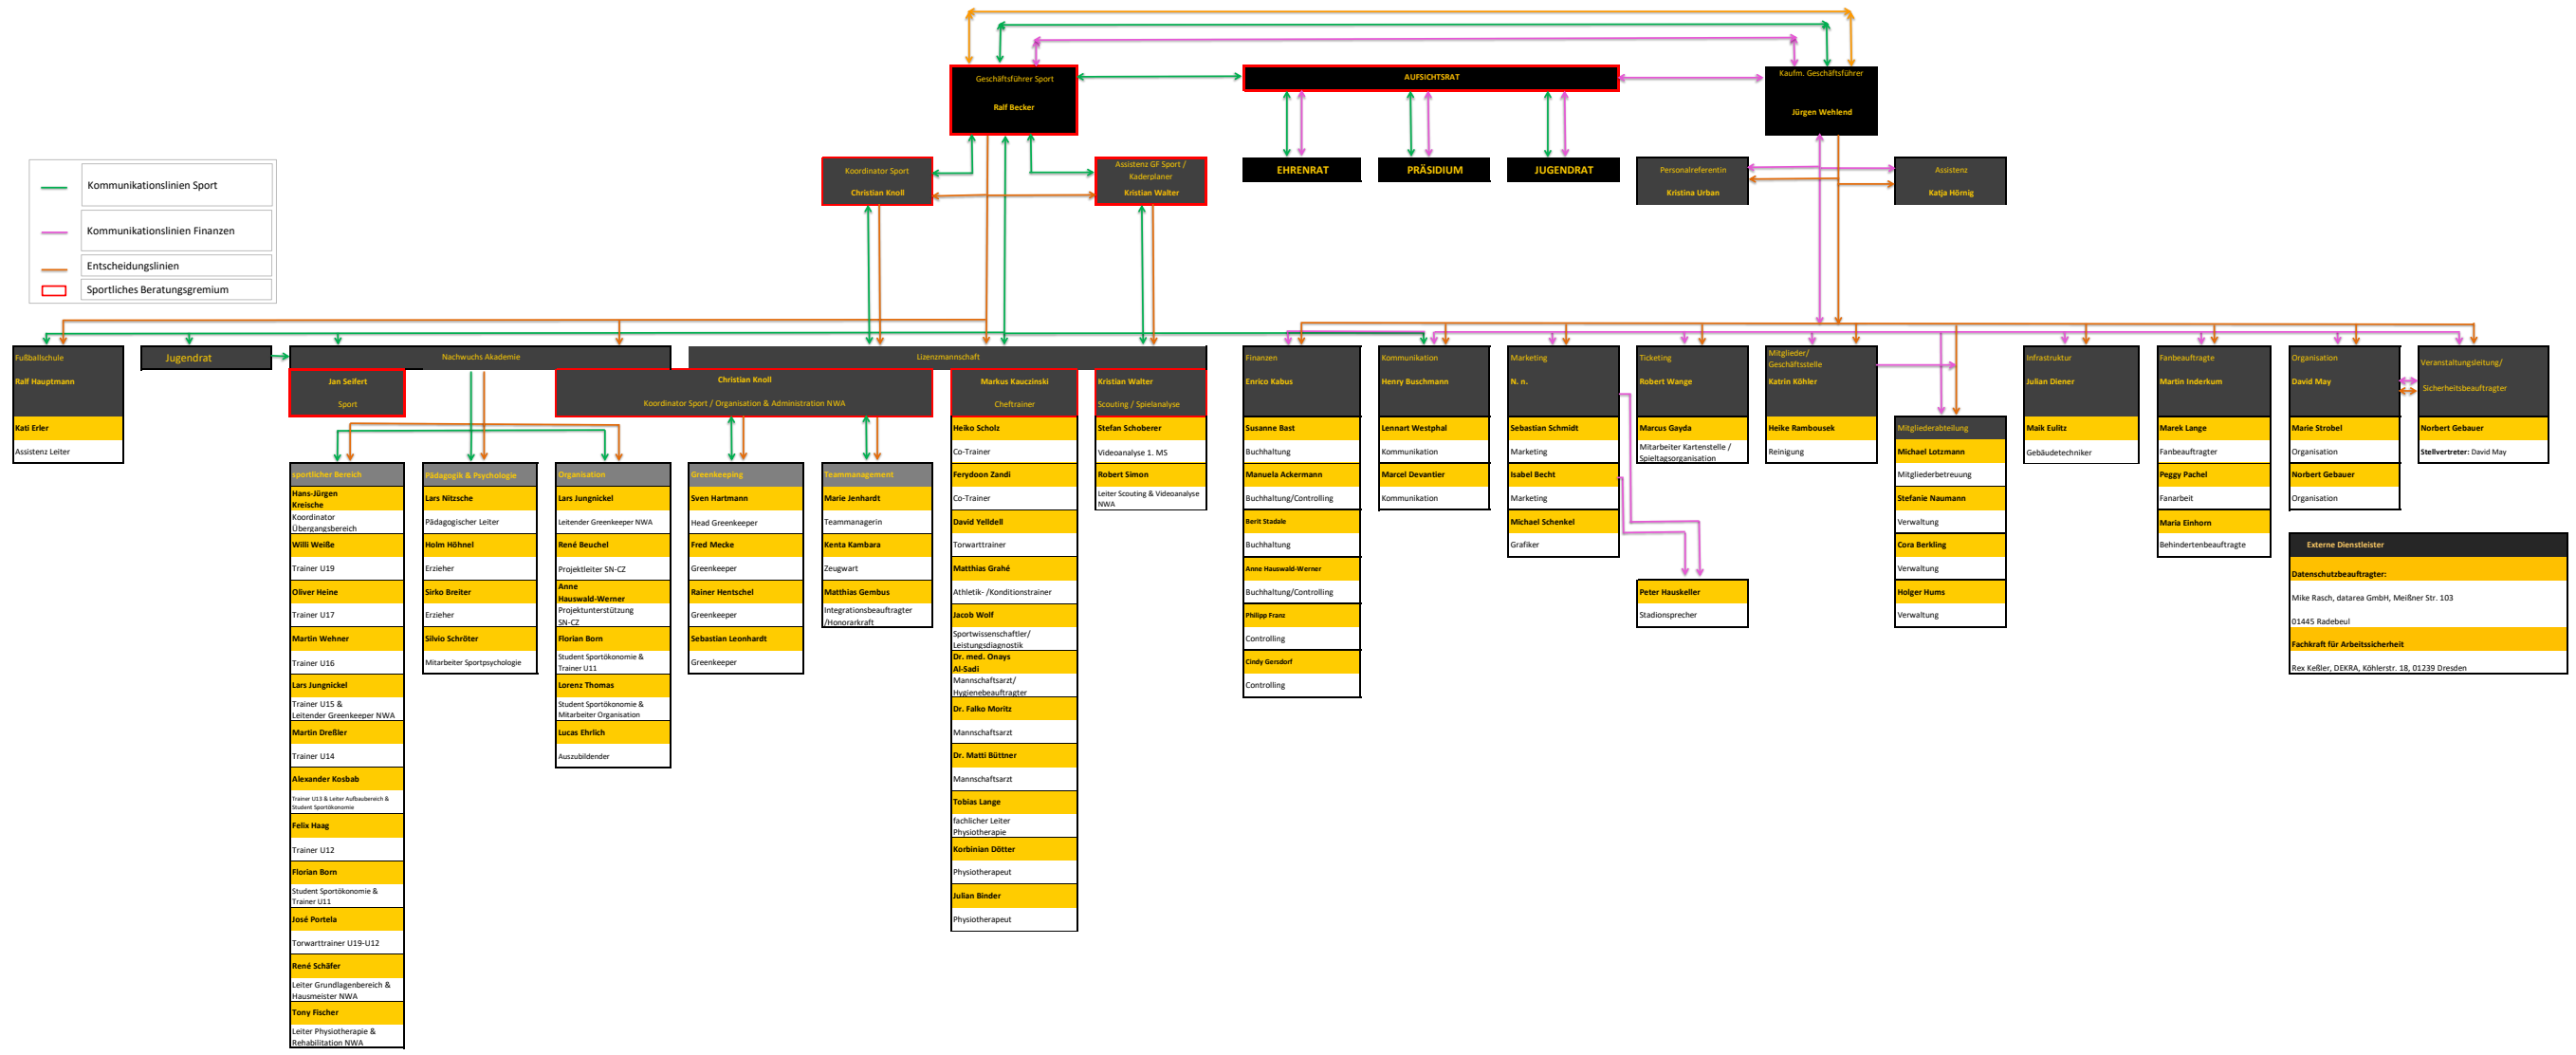 Geschäftsführer Sport
Ralf Becker
AUFSICHTSRAT
Kaufm. Geschäftsführer
Jürgen Wehlend
Kommunikationslinien Sport
Kommunikationslinien Finanzen
Entscheidungslinien
Sportliches Beratungsgremium
Koordinator Sport
Christian Knoll
Assistenz GF Sport /
Kaderplaner
Kristian Walter
EHRENRAT
PRÄSIDIUM
JUGENDRAT
Personalreferentin
Kristina Urban
Assistenz
Katja Hörnig
Fußballschule
Ralf Hauptmann
Kati Erler
Assistenz Leiter
Jugendrat
Nachwuchs Akademie
Jan Seifert
Sport
Lizenzmannschaft
Christian Knoll
Koordinator Sport / Organisation & Administration NWA
Markus Kauczinski
Cheftrainer
Kristian Walter
Scouting / Spielanalyse
sportlicher Bereich
Hans-Jürgen
Kreische
Koordinator
Übergangsbereich
Willi Weiße
Trainer U19
Oliver Heine
Trainer U17
Martin Wehner
Trainer U16
Lars Jungnickel
Trainer U15 &
Leitender Greenkeeper NWA
Martin Dreßler
Trainer U14
Alexander Kosbab
Trainer U13 & Leiter Aufbaubereich &
Student Sportökonomie
Felix Haag
Trainer U12
Florian Born
Student Sportökonomie &
Trainer U11
José Portela
Torwarttrainer U19-U12
René Schäfer
Leiter Grundlagenbereich &
Hausmeister NWA
Tony Fischer
Leiter Physiotherapie &
Rehabilitation NWA
Pädagogik & Psychologie
Lars Nitzsche
Pädagogischer Leiter
Holm Höhnel
Erzieher
Sirko Breiter
Erzieher
Silvio Schröter
Mitarbeiter Sportpsychologie
Organisation
Lars Jungnickel
Leitender Greenkeeper NWA
René Beuchel
Projektleiter SN-CZ
Anne
Hauswald-Werner
Projektunterstützung
SN-CZ
Florian Born
Student Sportökonomie &
Trainer U11
Lorenz Thomas
Student Sportökonomie &
Mitarbeiter Organisation
Lucas Ehrlich
Auszubildender
Greenkeeping
Sven Hartmann
Head Greenkeeper
Fred Mecke
Greenkeeper
Rainer Hentschel
Greenkeeper
Sebastian Leonhardt
Greenkeeper
Teammanagement
Marie Jenhardt
Teammanagerin
Kenta Kambara
Zeugwart
Matthias Gembus
Integrationsbeauftragter
/Honorarkraft
Heiko Scholz
Co-Trainer
Ferydoon Zandi
Co-Trainer
David Yelldell
Torwarttrainer
Matthias Grahé
Athletik- /Konditionstrainer
Jacob Wolf
Sportwissenschaftler/
Leistungsdiagnostik
Dr. med. Onays
Al-Sadi
Mannschaftsarzt/
Hygienebeauftragter
Dr. Falko Moritz
Mannschaftsarzt
Dr. Matti Büttner
Mannschaftsarzt
Tobias Lange
fachlicher Leiter
Physiotherapie
Korbinian Dötter
Physiotherapeut
Julian Binder
Physiotherapeut
Stefan Schoberer
Videoanalyse 1. MS
Robert Simon
Leiter Scouting & Videoanalyse
NWA
Finanzen
Enrico Kabus
Susanne Bast
Buchhaltung
Manuela Ackermann
Buchhaltung/Controlling
Berit Stadale
Buchhaltung
Anne Hauswald-Werner
Buchhaltung/Controlling
Philipp Franz
Controlling
Cindy Gersdorf
Controlling
Kommunikation
Henry Buschmann
Lennart Westphal
Kommunikation
Marcel Devantier
Kommunikation
Marketing
N. n.
Sebastian Schmidt
Marketing
Isabel Becht
Marketing
Michael Schenkel
Grafiker
Ticketing
Robert Wange
Marcus Gayda
Mitarbeiter Kartenstelle /
Spieltagsorganisation
Peter Hauskeller
Stadionsprecher
Mitglieder/
Geschäftsstelle
Katrin Köhler
Heike Rambousek
Reinigung
Mitgliederabteilung
Michael Lotzmann
Mitgliederbetreuung
Stefanie Naumann
Verwaltung
Cora Berkling
Verwaltung
Holger Hums
Verwaltung
Infrastruktur
Julian Diener
Maik Eulitz
Gebäudetechniker
Fanbeauftragte
Martin Inderkum
Marek Lange
Fanbeauftragter
Peggy Pachel
Fanarbeit
Maria Einhorn
Behindertenbeauftragte
Organisation
David May
Marie Strobel
Organisation
Norbert Gebauer
Organisation
Veranstaltungsleitung/
Sicherheitsbeauftragter
Norbert Gebauer
Stellvertreter: David May
Externe Dienstleister
Datenschutzbeauftragter:
Mike Rasch, datarea GmbH, Meißner Str. 103
01445 Radebeul
Fachkraft für Arbeitssicherheit
Rex Keßler, DEKRA, Köhlerstr. 18, 01239 Dresden